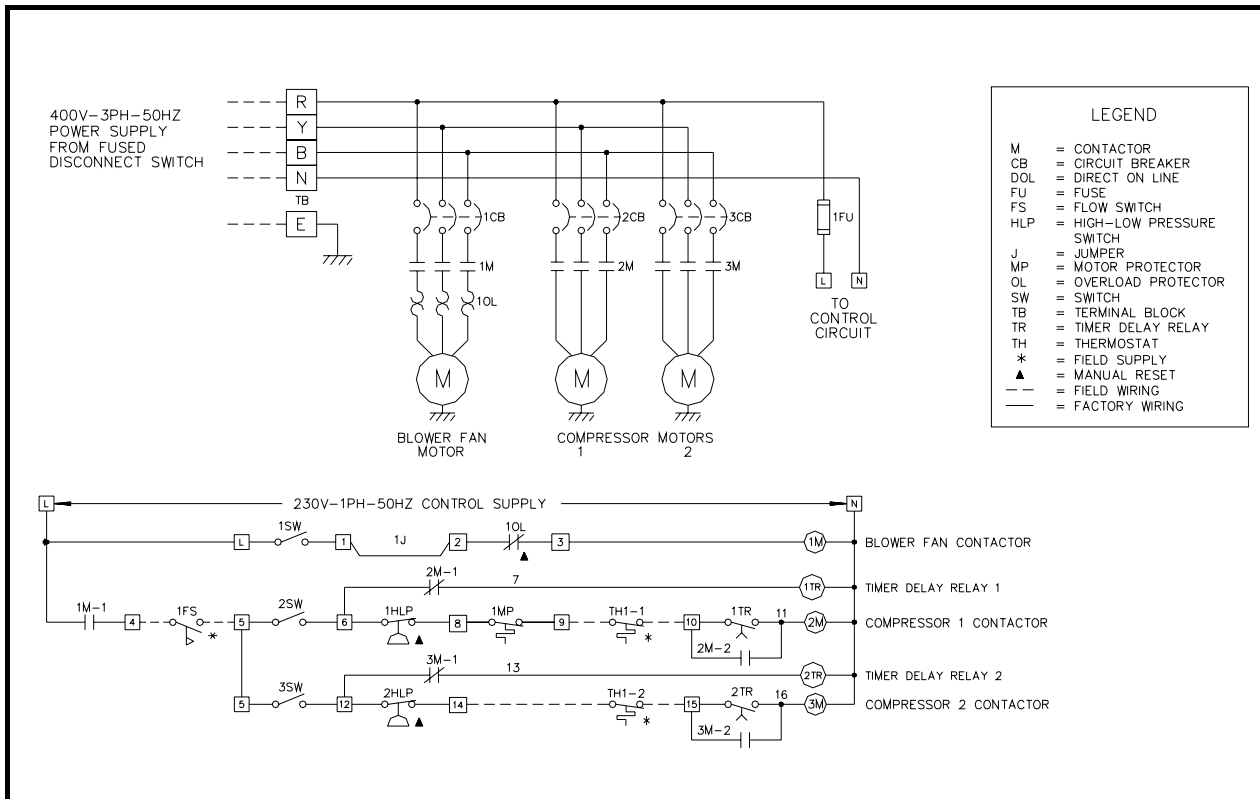 400V-3PH-50HZ
POWER SUPPLY
FROM FUSED
DISCONNECT SWITCH
R
Y
B
N
TB
E
1CB
2CB
3CB
1FU
1M
2M
3M
1OL
L
N
TO
CONTROL
CIRCUIT
M
M
M
BLOWER FAN
MOTOR
COMPRESSOR MOTORS
1
2
LEGEND
M = CONTACTOR
CB = CIRCUIT BREAKER
DOL = DIRECT ON LINE
FU = FUSE
FS = FLOW SWITCH
HLP = HIGH-LOW PRESSURE
SWITCH
J = JUMPER
MP = MOTOR PROTECTOR
OL = OVERLOAD PROTECTOR
SW = SWITCH
TB = TERMINAL BLOCK
TR = TIMER DELAY RELAY
TH = THERMOSTAT
* = FIELD SUPPLY
▲ = MANUAL RESET
-- -- = FIELD WIRING
—— = FACTORY WIRING
L
230V-1PH-50HZ CONTROL SUPPLY
N
L
1SW
1
1J
2
1OL
3
1M
BLOWER FAN CONTACTOR
2M-1
7
1TR
TIMER DELAY RELAY 1
1M-1
4
1FS
*
5
2SW
6
1HLP
8
1MP
9
TH1-1
*
10
1TR
11
2M
COMPRESSOR 1 CONTACTOR
2M-2
3M-1
13
2TR
TIMER DELAY RELAY 2
5
3SW
12
2HLP
14
TH1-2
*
15
2TR
16
3M
COMPRESSOR 2 CONTACTOR
3M-2